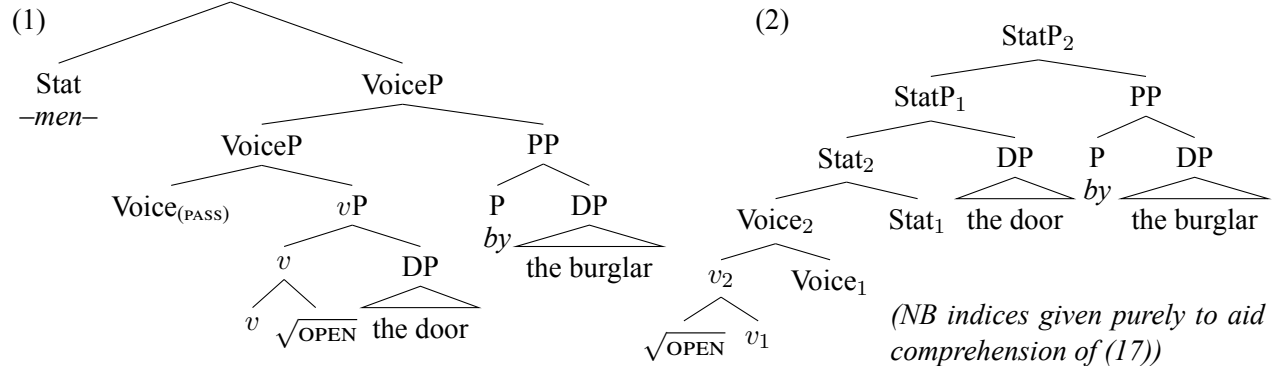 (1)
(2)
StatP₂
Stat VoiceP
–men–
StatP₁ PP
VoiceP PP
Stat₂ DP P DP
by
Voice(PASS) vP P DP
by
Voice₂ Stat₁ the door the burglar
v DP the burglar
v₂ Voice₁
v √OPEN the door
√OPEN v₁
(NB indices given purely to aid
comprehension of (17))